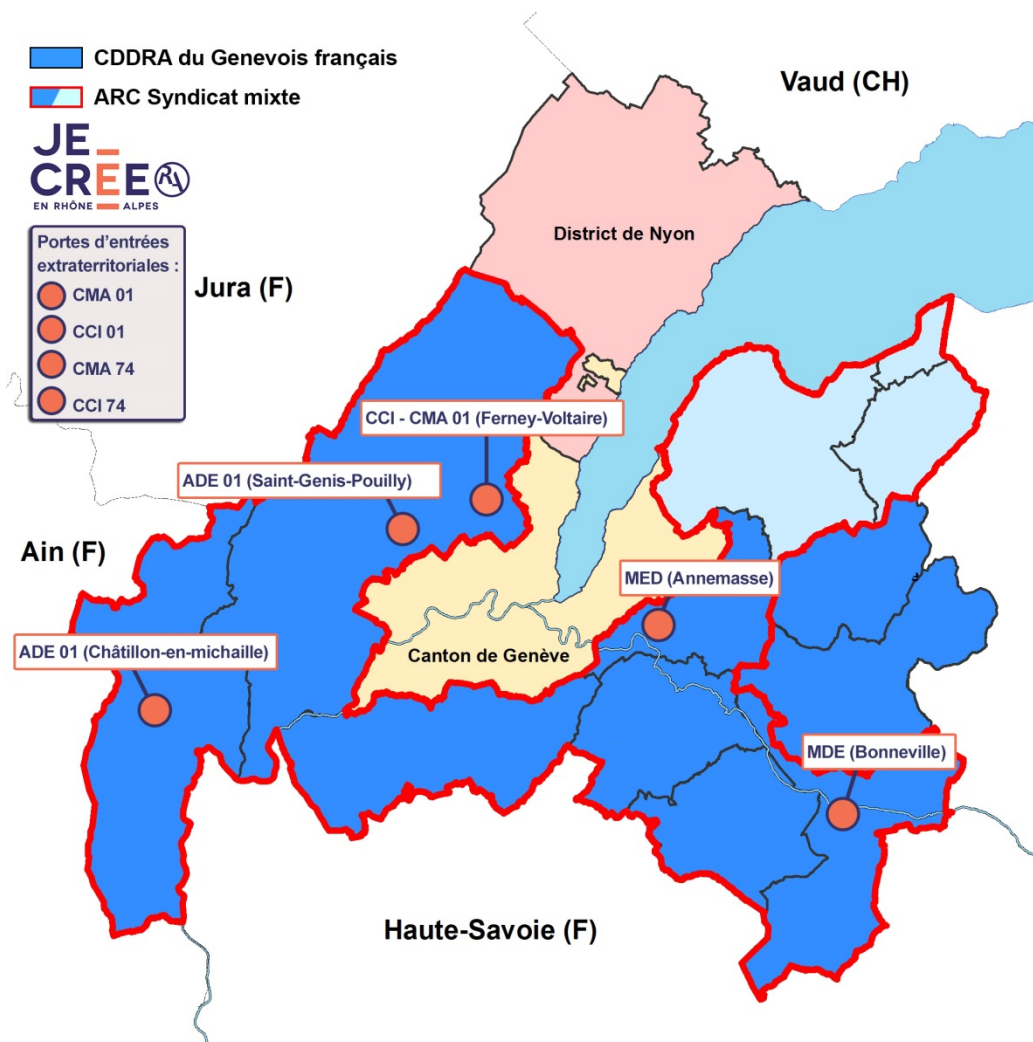 CDDRA du Genevois français
ARC Syndicat mixte
Vaud (CH)
JE
CRÉE RA
EN RHÔNE ALPES
Portes d'entrées
extraterritoriales :
CMA 01
CCI 01
CMA 74
CCI 74
District de Nyon
Jura (F)
CCI - CMA 01 (Ferney-Voltaire)
ADE 01 (Saint-Genis-Pouilly)
Ain (F)
MED (Annemasse)
ADE 01 (Châtillon-en-michaille)
Canton de Genève
MDE (Bonneville)
Haute-Savoie (F)